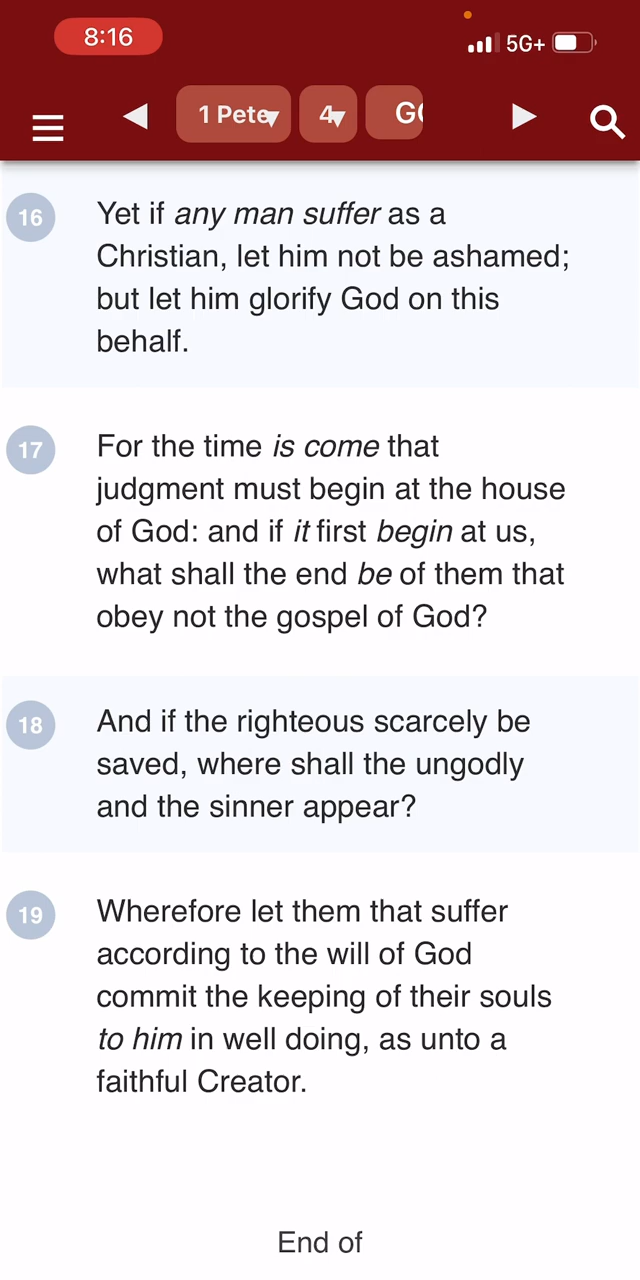 8:16
5G+
1 Pete
4
G
16
Yet if any man suffer as a
Christian, let him not be ashamed;
but let him glorify God on this
behalf.
17
For the time is come that
judgment must begin at the house
of God: and if it first begin at us,
what shall the end be of them that
obey not the gospel of God?
18
And if the righteous scarcely be
saved, where shall the ungodly
and the sinner appear?
19
Wherefore let them that suffer
according to the will of God
commit the keeping of their souls
to him in well doing, as unto a
faithful Creator.
End of